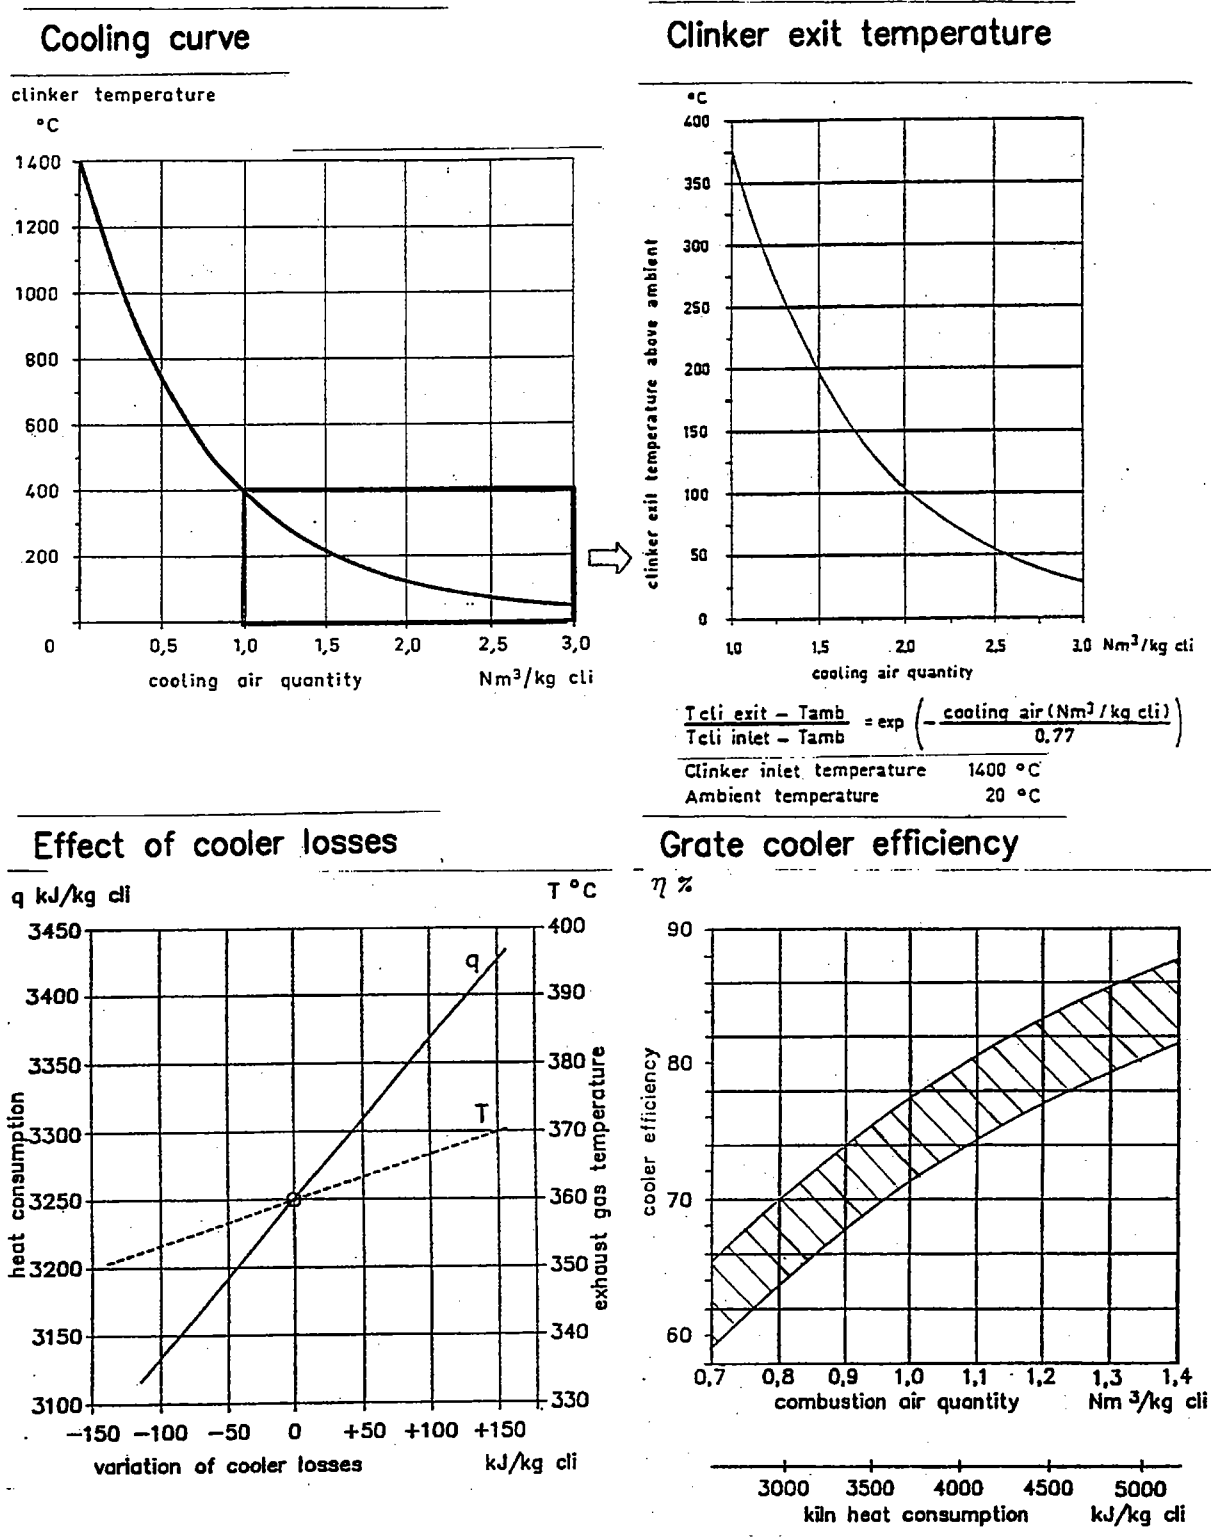 Cooling curve
clinker temperature
°C
1400
1200
1000
800
600
400
200
0
0,5
1,0
1,5
2,0
2,5
3,0
cooling air quantity
Nm³/kg cli
Clinker exit temperature
°C
400
350
300
250
200
150
100
50
0
clinker exit temperature above ambient
1,0
1,5
2,0
2,5
3,0
Nm³/kg cli
cooling air quantity
Tcli exit – Tamb
Tcli inlet – Tamb
= exp ( – cooling air (Nm³/kg cli)
0.77 )
Clinker inlet temperature 1400 °C
Ambient temperature 20 °C
Effect of cooler losses
q kJ/kg cli
T °C
3450
3400
3350
3300
3250
3200
3150
3100
heat consumption
q
T
400
390
380
370
360
350
340
330
exhaust gas temperature
–150 –100 –50 0 +50 +100 +150
variation of cooler losses
kJ/kg cli
Grate cooler efficiency
η %
90
80
70
60
cooler efficiency
0,7 0,8 0,9 1,0 1,1 1,2 1,3 1,4
combustion air quantity
Nm³/kg cli
3000 3500 4000 4500 5000
kiln heat consumption
kJ/kg cli